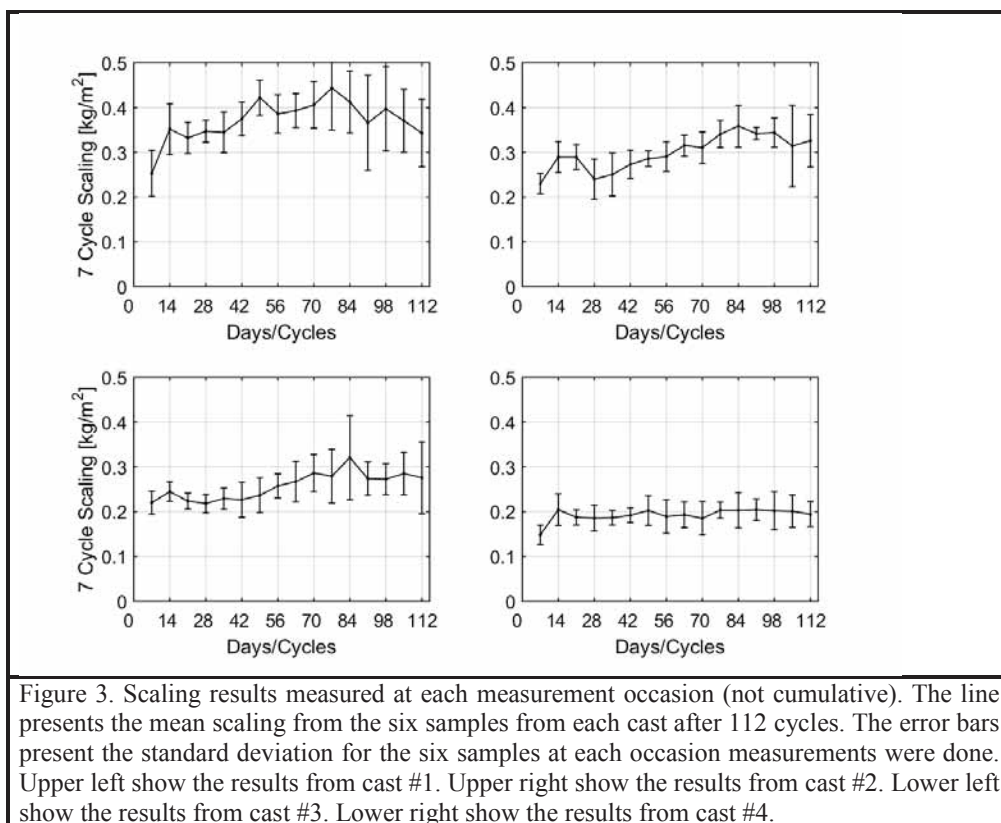 0.5 0.5
0.4 0.4
0.3 0.3
0.2 0.2
0.1 0.1
0 0
7 Cycle Scaling [kg/m²]
0 14 28 42 56 70 84 98 112 0 14 28 42 56 70 84 98 112
Days/Cycles Days/Cycles
0.5 0.5
0.4 0.4
0.3 0.3
0.2 0.2
0.1 0.1
0 0
7 Cycle Scaling [kg/m²]
0 14 28 42 56 70 84 98 112 0 14 28 42 56 70 84 98 112
Days/Cycles Days/Cycles
Figure 3. Scaling results measured at each measurement occasion (not cumulative). The line
presents the mean scaling from the six samples from each cast after 112 cycles. The error bars
present the standard deviation for the six samples at each occasion measurements were done.
Upper left show the results from cast #1. Upper right show the results from cast #2. Lower left
show the results from cast #3. Lower right show the results from cast #4.